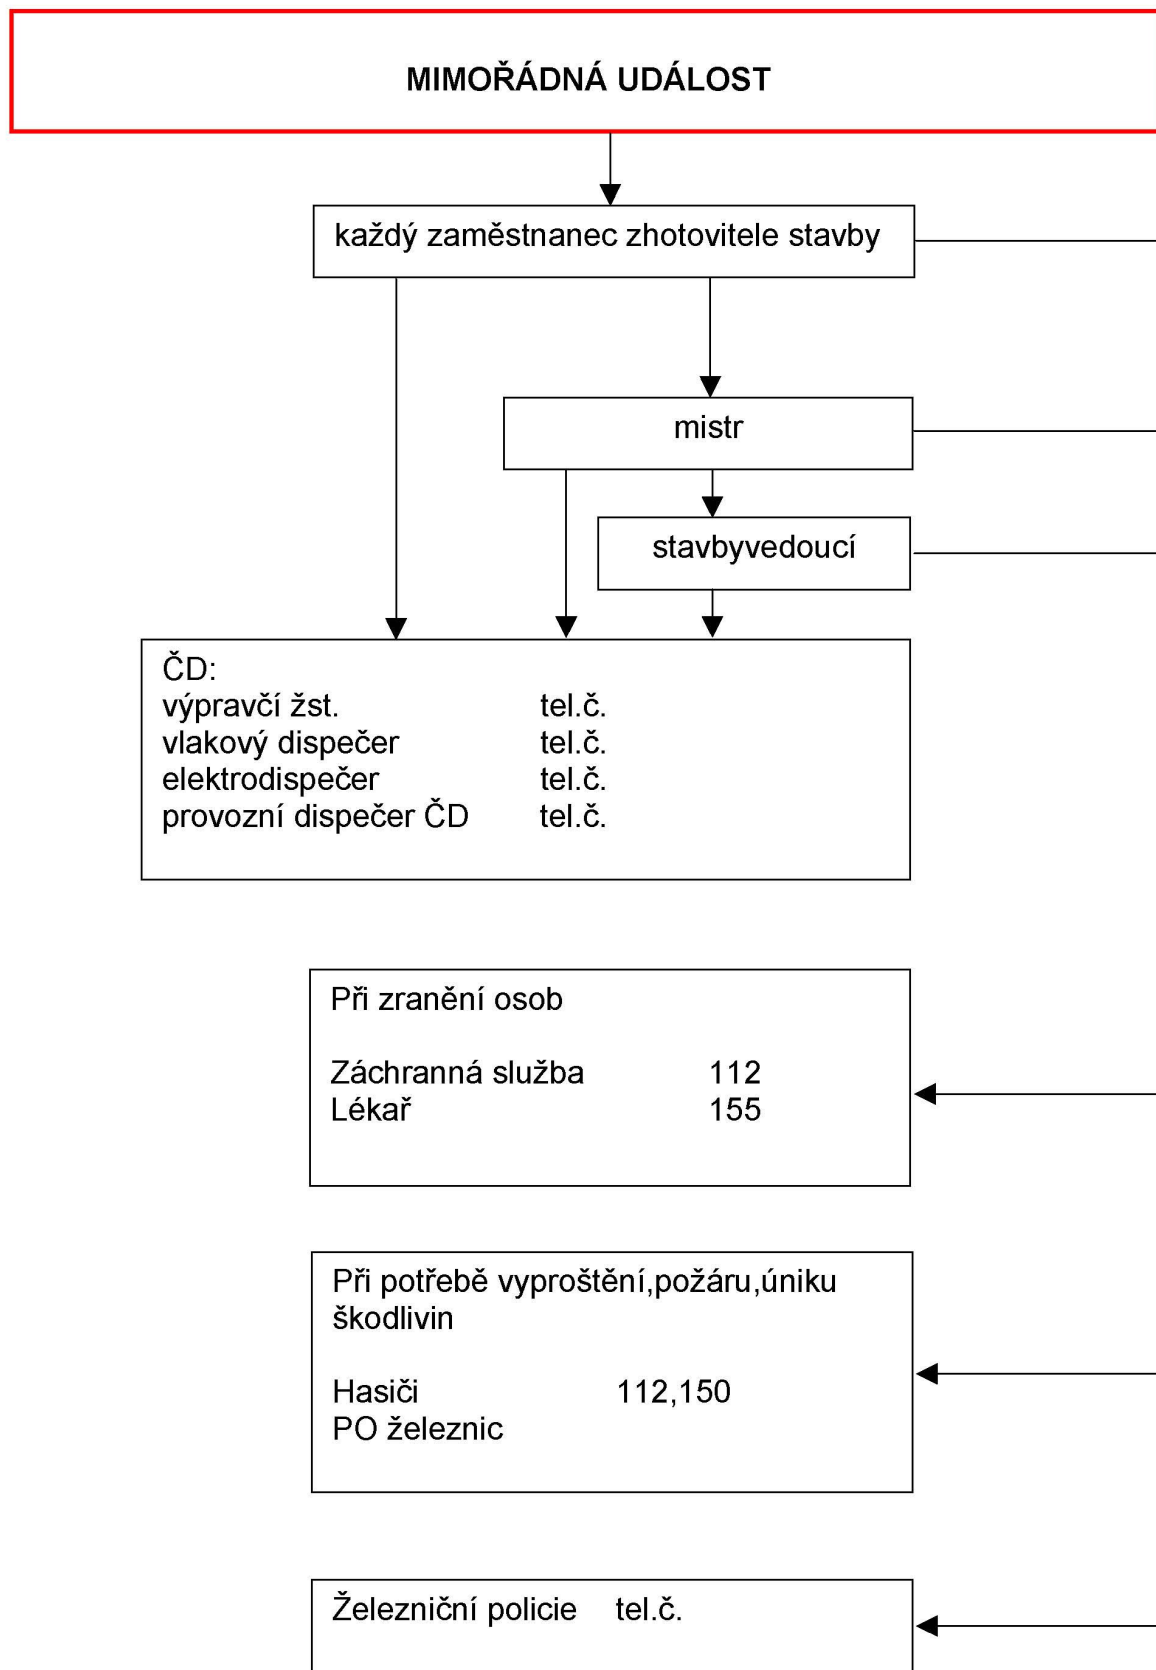 MIMOŘÁDNÁ UDÁLOST
každý zaměstnanec zhotovitele stavby
mistr
stavbyvedoucí
ČD:
výpravčí žst. tel.č.
vlakový dispečer tel.č.
elektrodispečer tel.č.
provozní dispečer ČD tel.č.
Při zranění osob
Záchranná služba 112
Lékař 155
Při potřebě vyproštění,požáru,úniku
škodlivin
Hasiči 112,150
PO železnic
Železniční policie tel.č.